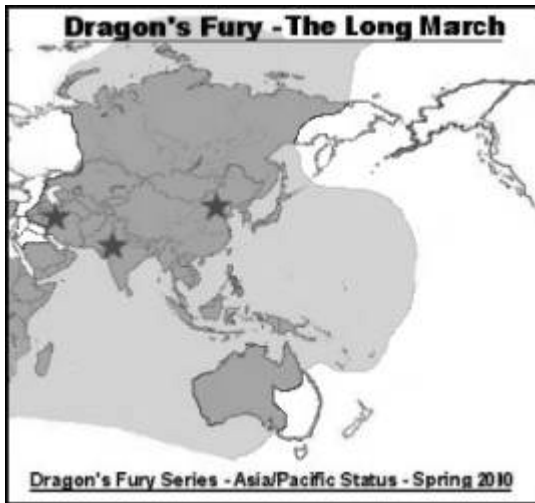 Dragon's Fury -The Long March
Dragon's Fury Series - Asia/Pacific Status - Spring 2010